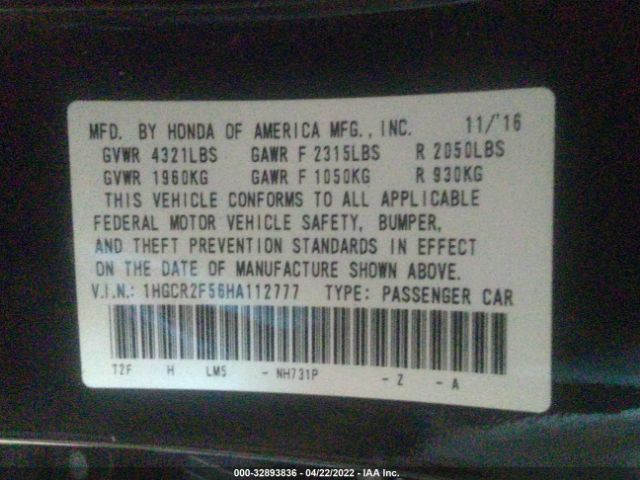 MFD. BY HONDA OF AMERICA MFG., INC. 11/'16
GVWR 4321LBS GAWR F 2315LBS R 2050LBS
GVWR 1960KG GAWR F 1050KG R 930KG
THIS VEHICLE CONFORMS TO ALL APPLICABLE
FEDERAL MOTOR VEHICLE SAFETY, BUMPER,
AND THEFT PREVENTION STANDARDS IN EFFECT
ON THE DATE OF MANUFACTURE SHOWN ABOVE.
V.I.N.: 1HGCR2F56HA112777 TYPE: PASSENGER CAR
T2F H LM5 - NH731P - Z - A
000-32893836 - 04/22/2022 - IAA Inc.